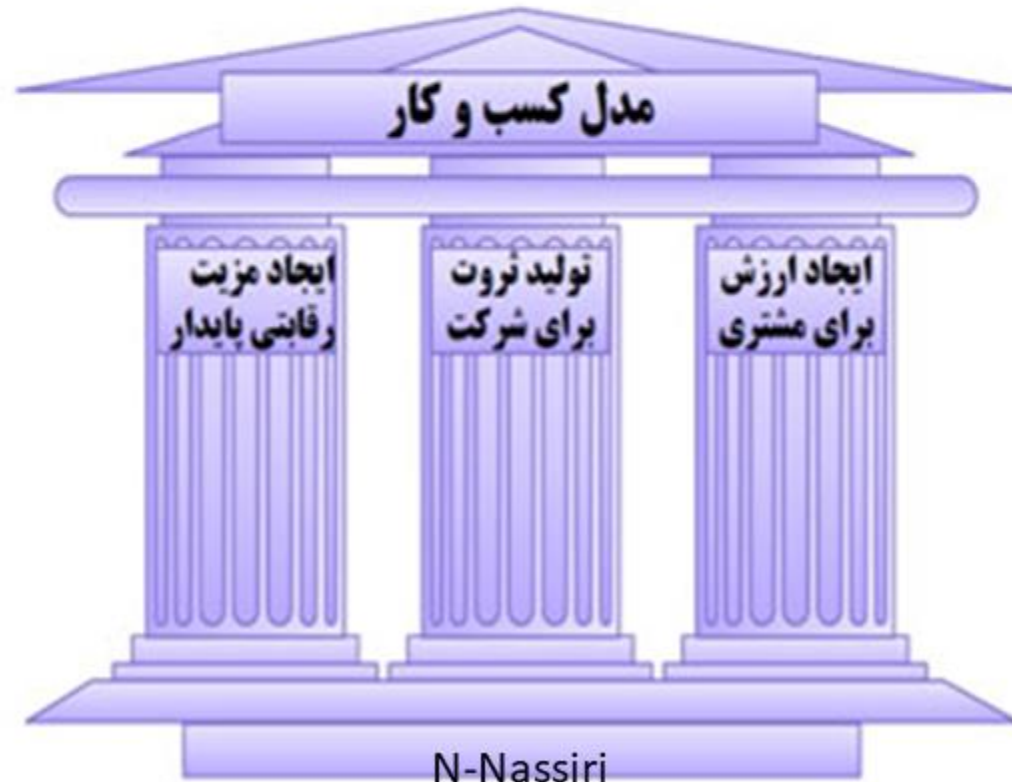 مدل کسب و کار
ایجاد ارزش
برای مشتری
تولید ثروت
برای شرکت
ایجاد مزیت
رقابتی پایدار
N-Nassiri